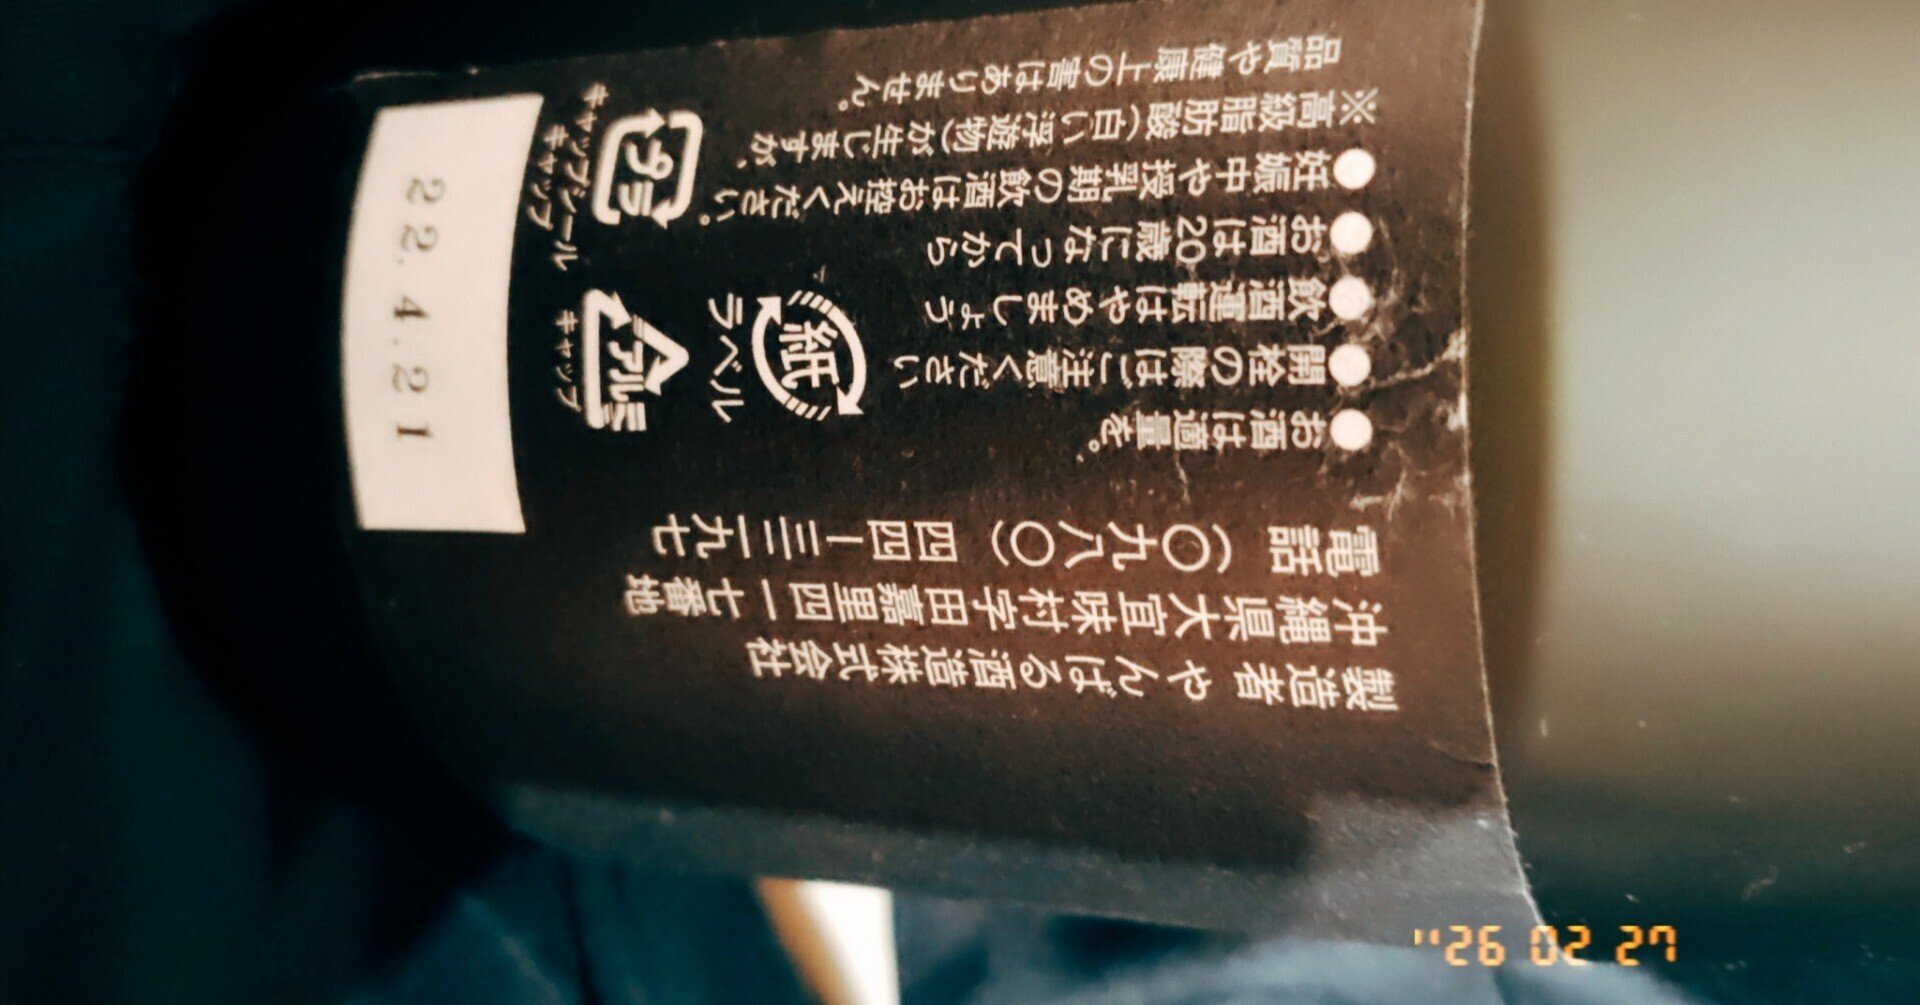 製造者 やんばる酒造株式会社
沖縄県大宜味村字田嘉里四一七番地
電話 （〇九八〇）四四ー三二九七
●お酒は適量を。
●開栓の際はご注意ください
●飲酒運転はやめましょう
●お酒は20歳になってから
●妊娠中や授乳期の飲酒はお控えください。
※高級脂肪酸(白い浮遊物)が生じますが、
品質や健康上の害はありません。
紙
ラベル
アルミ
キャップ
プラ
キャップシール
キャップ
22.4.21
'26 02 27